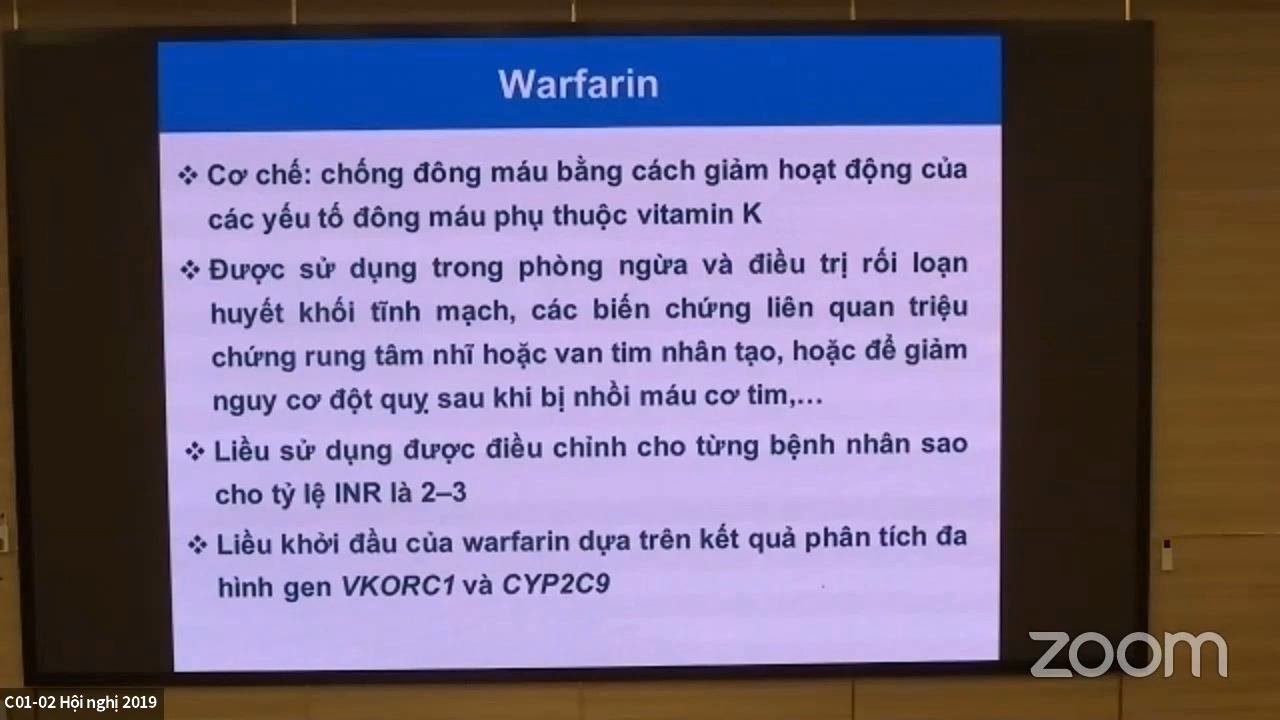 Warfarin
❖ Cơ chế: chống đông máu bằng cách giảm hoạt động của
các yếu tố đông máu phụ thuộc vitamin K
❖ Được sử dụng trong phòng ngừa và điều trị rối loạn
huyết khối tĩnh mạch, các biến chứng liên quan triệu
chứng rung tâm nhĩ hoặc van tim nhân tạo, hoặc để giảm
nguy cơ đột quỵ sau khi bị nhồi máu cơ tim,...
❖ Liều sử dụng được điều chỉnh cho từng bệnh nhân sao
cho tỷ lệ INR là 2–3
❖ Liều khởi đầu của warfarin dựa trên kết quả phân tích đa
hình gen VKORC1 và CYP2C9
zoom
C01-02 Hội nghị 2019